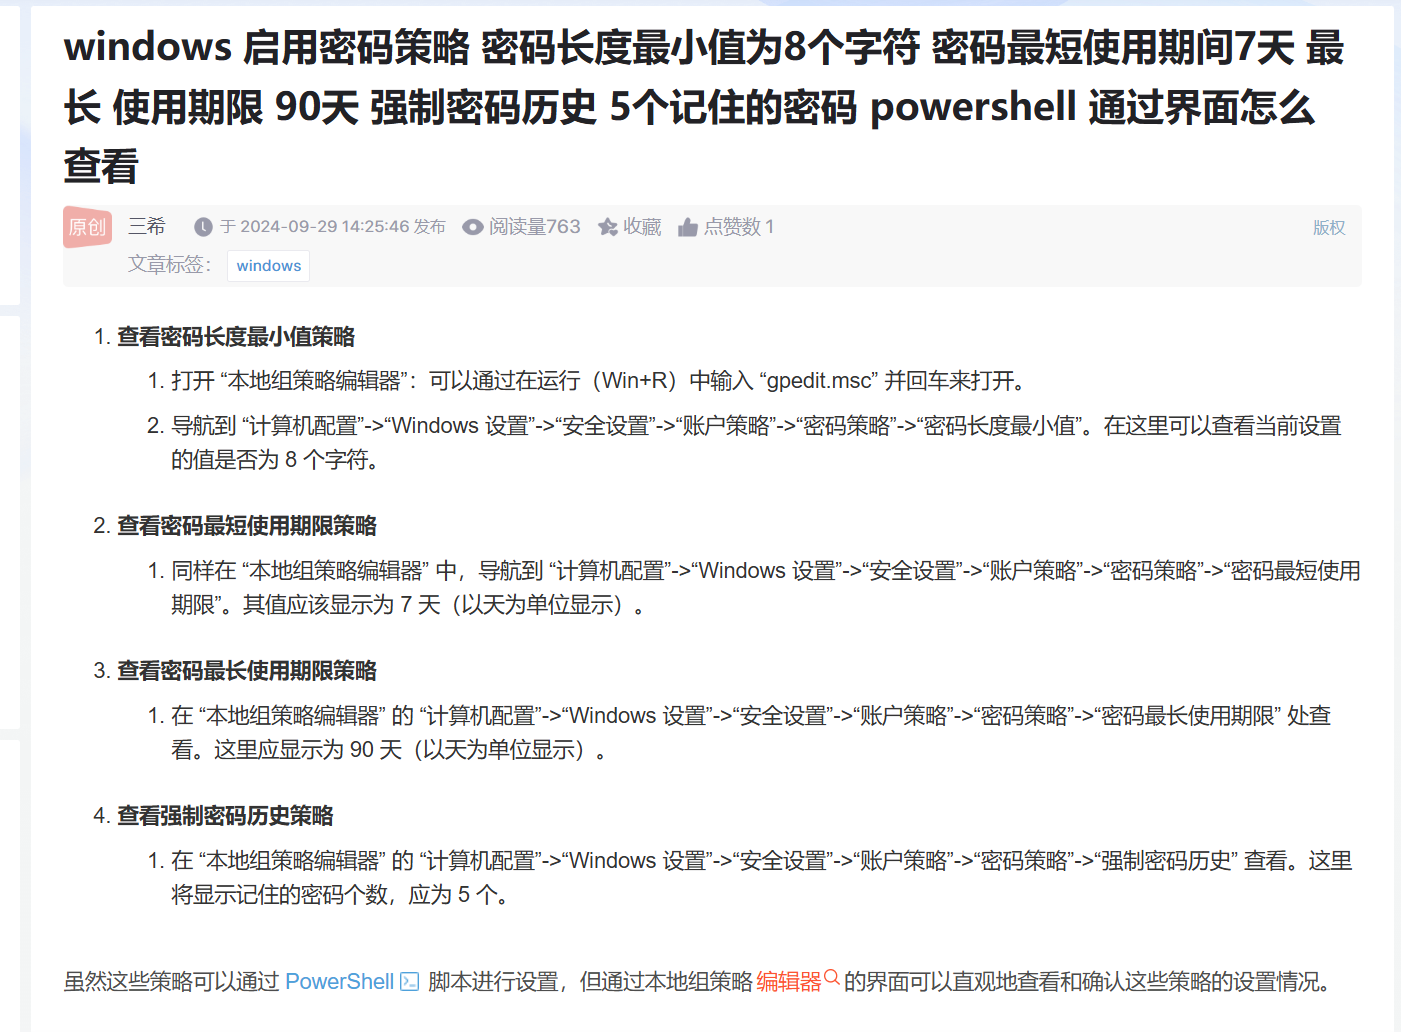 windows 启用密码策略 密码长度最小值为8个字符 密码最短使用期间7天 最
长 使用期限 90天 强制密码历史 5个记住的密码 powershell 通过界面怎么
查看
原创 三希 于 2024-09-29 14:25:46 发布 阅读量763 收藏 点赞数 1 版权
文章标签： windows
1. 查看密码长度最小值策略
1. 打开 “本地组策略编辑器”：可以通过在运行（Win+R）中输入 “gpedit.msc” 并回车来打开。
2. 导航到 “计算机配置”->“Windows 设置”->“安全设置”->“账户策略”->“密码策略”->“密码长度最小值”。在这里可以查看当前设置
的值是否为 8 个字符。
2. 查看密码最短使用期限策略
1. 同样在 “本地组策略编辑器” 中，导航到 “计算机配置”->“Windows 设置”->“安全设置”->“账户策略”->“密码策略”->“密码最短使用
期限”。其值应该显示为 7 天（以天为单位显示）。
3. 查看密码最长使用期限策略
1. 在 “本地组策略编辑器” 的 “计算机配置”->“Windows 设置”->“安全设置”->“账户策略”->“密码策略”->“密码最长使用期限” 处查
看。这里应显示为 90 天（以天为单位显示）。
4. 查看强制密码历史策略
1. 在 “本地组策略编辑器” 的 “计算机配置”->“Windows 设置”->“安全设置”->“账户策略”->“密码策略”->“强制密码历史” 查看。这里
将显示记住的密码个数，应为 5 个。
虽然这些策略可以通过 PowerShell 脚本进行设置，但通过本地组策略编辑器的界面可以直观地查看和确认这些策略的设置情况。